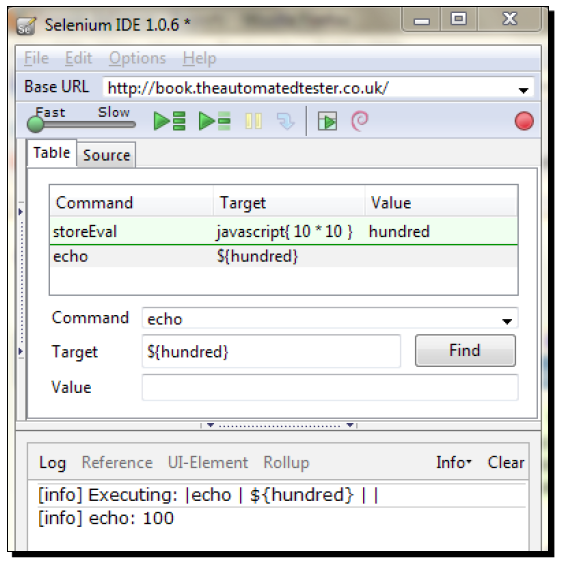 Selenium IDE 1.0.6 *
File Edit Options Help
Base URL http://book.theautomatedtester.co.uk/
Fast Slow
Table Source
Command Target Value
storeEval javascript{ 10 * 10 } hundred
echo ${hundred}
Command echo
Target ${hundred} Find
Value
Log Reference UI-Element Rollup Info Clear
[info] Executing: |echo | ${hundred} | |
[info] echo: 100